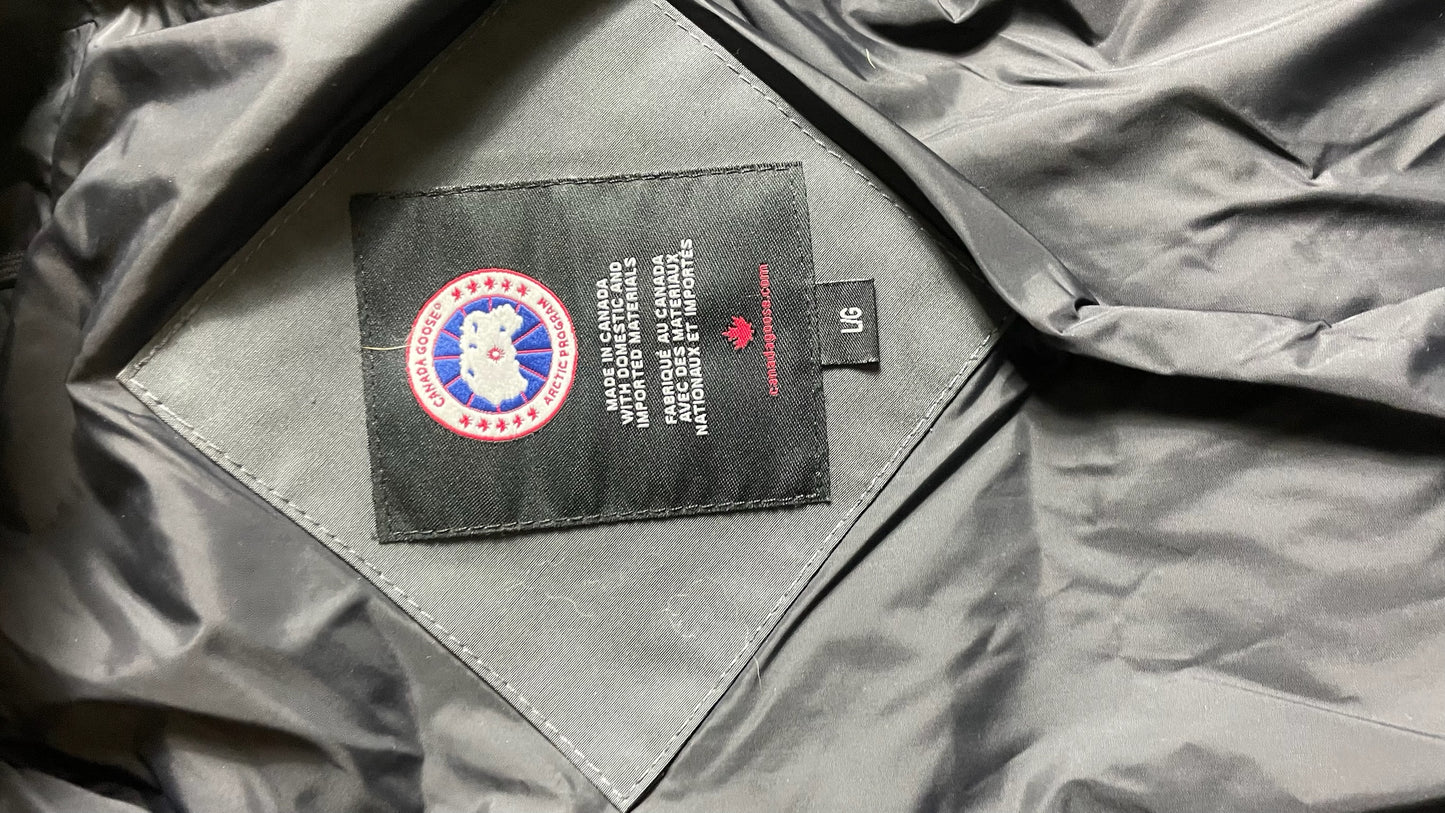 CANADA GOOSE®
ARCTIC PROGRAM
MADE IN CANADA
WITH DOMESTIC AND
IMPORTED MATERIALS
FABRIQUÉ AU CANADA
AVEC DES MATÉRIAUX
NATIONAUX ET IMPORTÉS
canadagoose.com
L/G